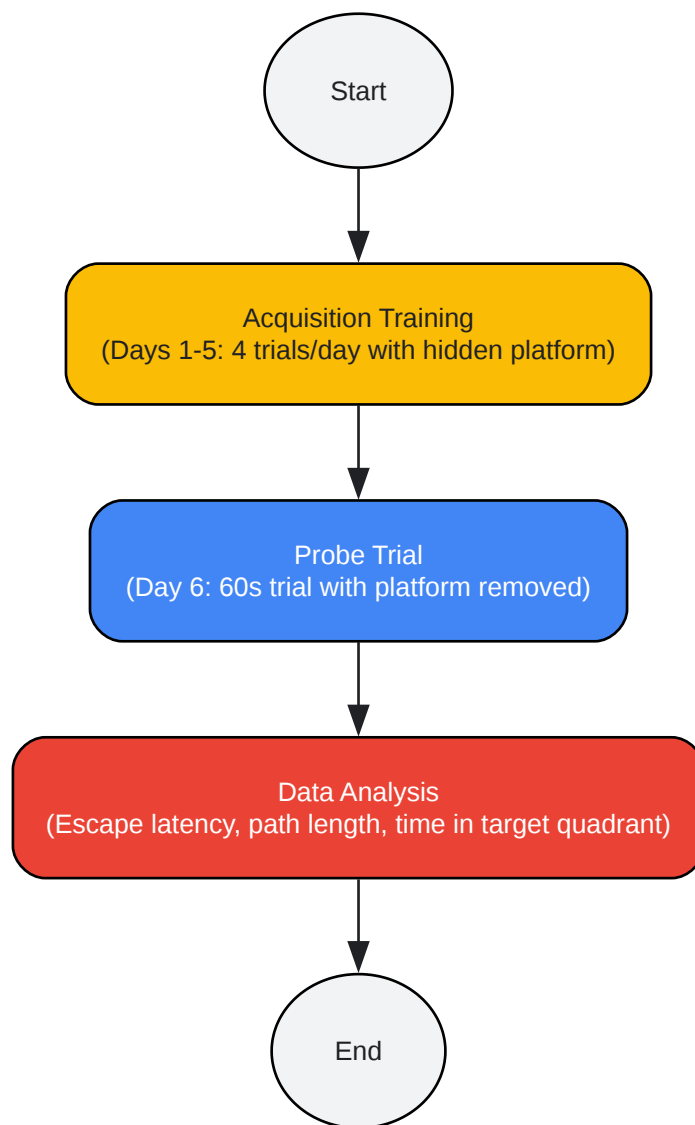 Start
Acquisition Training
(Days 1-5: 4 trials/day with hidden platform)
Probe Trial
(Day 6: 60s trial with platform removed)
Data Analysis
(Escape latency, path length, time in target quadrant)
End